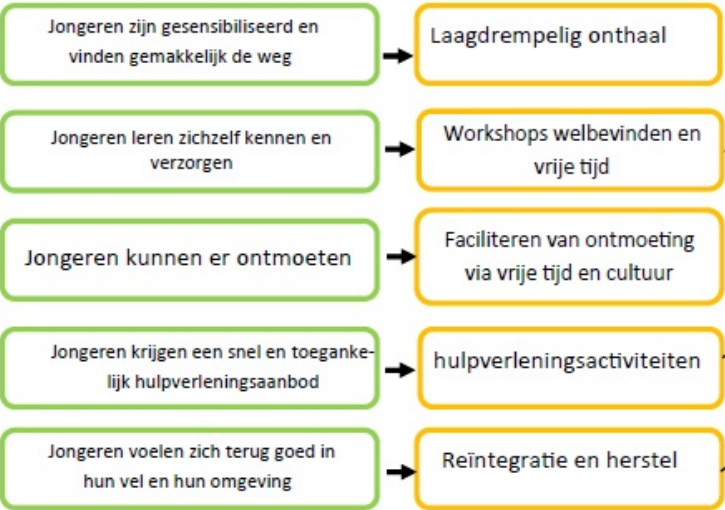 Jongeren zijn gesensibiliseerd en
vinden gemakkelijk de weg
Laagdrempelig onthaal
Jongeren leren zichzelf kennen en
verzorgen
Workshops welbevinden en
vrije tijd
Jongeren kunnen er ontmoeten
Faciliteren van ontmoeting
via vrije tijd en cultuur
Jongeren krijgen een snel en toeganke-
lijk hulpverleningsaanbod
hulpverleningsactiviteiten
Jongeren voelen zich terug goed in
hun vel en hun omgeving
Reïntegratie en herstel